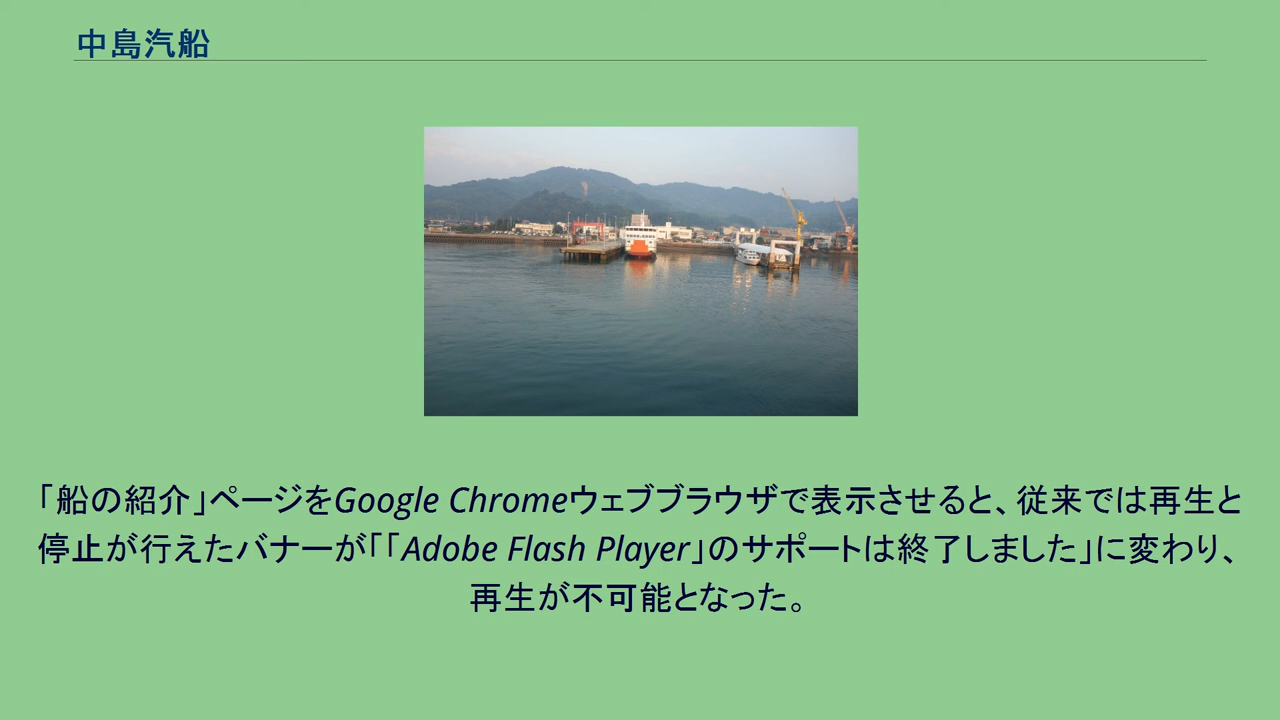 中島汽船
「船の紹介」ページをGoogle Chromeウェブブラウザで表示させると、従来では再生と
停止が行えたバナーが「「Adobe Flash Player」のサポートは終了しました」に変わり、
再生が不可能となった。